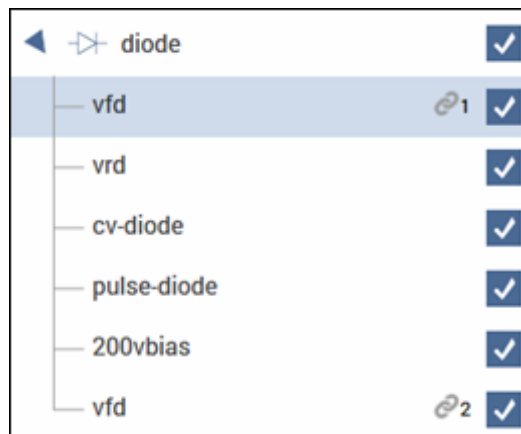 diode
vfd 1
vrd
cv-diode
pulse-diode
200vbias
vfd 2